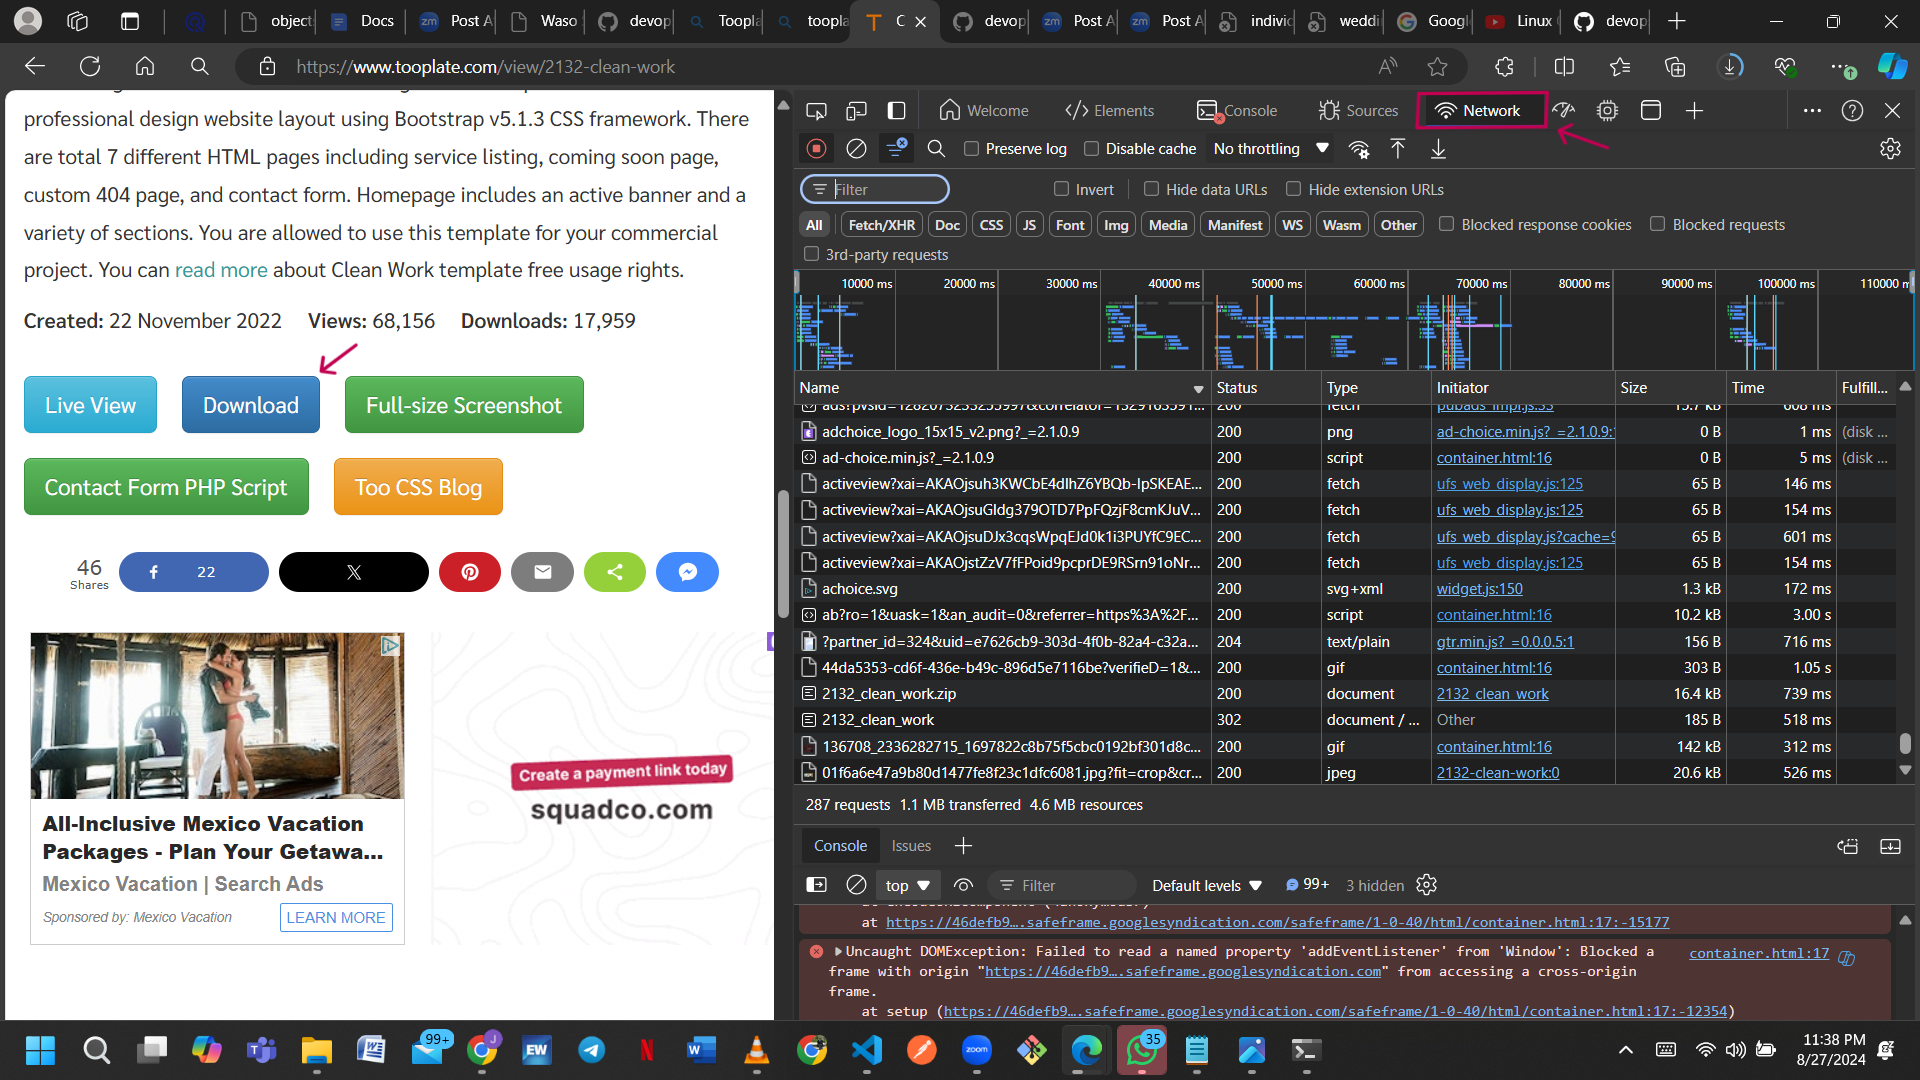 objects
Docs
Post A
Waso
devop
Toopla
toopla
C
devop
Post A
Post A
indivi
weddi
Googl
Linux
devop
https://www.tooplate.com/view/2132-clean-work
professional design website layout using Bootstrap v5.1.3 CSS framework. There
are total 7 different HTML pages including service listing, coming soon page,
custom 404 page, and contact form. Homepage includes an active banner and a
variety of sections. You are allowed to use this template for your commercial
project. You can read more about Clean Work template free usage rights.
Created: 22 November 2022 Views: 68,156 Downloads: 17,959
Live View
Download
Full-size Screenshot
Contact Form PHP Script
Too CSS Blog
46
Shares
22
All-Inclusive Mexico Vacation
Packages - Plan Your Getawa...
Mexico Vacation | Search Ads
Sponsored by: Mexico Vacation
LEARN MORE
Create a payment link today
squadco.com
Welcome
Elements
Console
Sources
Network
Preserve log
Disable cache
No throttling
Filter
Invert
Hide data URLs
Hide extension URLs
All
Fetch/XHR
Doc
CSS
JS
Font
Img
Media
Manifest
WS
Wasm
Other
Blocked response cookies
Blocked requests
3rd-party requests
10000 ms 20000 ms 30000 ms 40000 ms 50000 ms 60000 ms 70000 ms 80000 ms 90000 ms 100000 ms 110000 m
Name Status Type Initiator Size Time Fulfill...
adchoice_logo_15x15_v2.png?_=2.1.0.9 200 png ad-choice.min.js?_=2.1.0.9: 0 B 1 ms (disk ...
ad-choice.min.js?_=2.1.0.9 200 script container.html:16 0 B 5 ms (disk ...
activeview?xai=AKAOjsuh3KWCbE4dIhZ6YBQb-IpSKEAE... 200 fetch ufs_web_display.js:125 65 B 146 ms
activeview?xai=AKAOjsuGIdg379OTD7PpFQzjF8cmKJuV... 200 fetch ufs_web_display.js:125 65 B 154 ms
activeview?xai=AKAOjsuDJx3cqsWpqEJd0k1i3PUYfC9EC... 200 fetch ufs_web_display.js?cache=9 65 B 601 ms
activeview?xai=AKAOjstZzV7fFPoid9pcprDE9RSrn91oNr... 200 fetch ufs_web_display.js:125 65 B 154 ms
achoice.svg 200 svg+xml widget.js:150 1.3 kB 172 ms
ab?ro=1&uask=1&an_audit=0&referrer=https%3A%2F... 200 script container.html:16 10.2 kB 3.00 s
?partner_id=324&uid=e7626cb9-303d-4f0b-82a4-c32a... 204 text/plain gtr.min.js?_=0.0.0.5:1 156 B 716 ms
44da5353-cd6f-436e-b49c-896d5e7116be?verifieD=1&... 200 gif container.html:16 303 B 1.05 s
2132_clean_work.zip 200 document 2132_clean_work 16.4 kB 739 ms
2132_clean_work 302 document / ... Other 185 B 518 ms
136708_2336282715_1697822c8b75f5cbc0192bf301d8c... 200 gif container.html:16 142 kB 312 ms
01f6a6e47a9b80d1477fe8f23c1dfc6081.jpg?fit=crop&cr... 200 jpeg 2132-clean-work:0 20.6 kB 526 ms
287 requests 1.1 MB transferred 4.6 MB resources
Console
Issues
top
Filter
Default levels
99+
3 hidden
at https://46defb9….safeframe.googlesyndication.com/safeframe/1-0-40/html/container.html:17:-15177
Uncaught DOMException: Failed to read a named property 'addEventListener' from 'Window': Blocked a container.html:17
frame with origin "https://46defb9….safeframe.googlesyndication.com" from accessing a cross-origin
frame.
at setup (https://46defb9….safeframe.googlesyndication.com/safeframe/1-0-40/html/container.html:17:-12354)
99+
J
EW
zoom
35
11:38 PM
8/27/2024